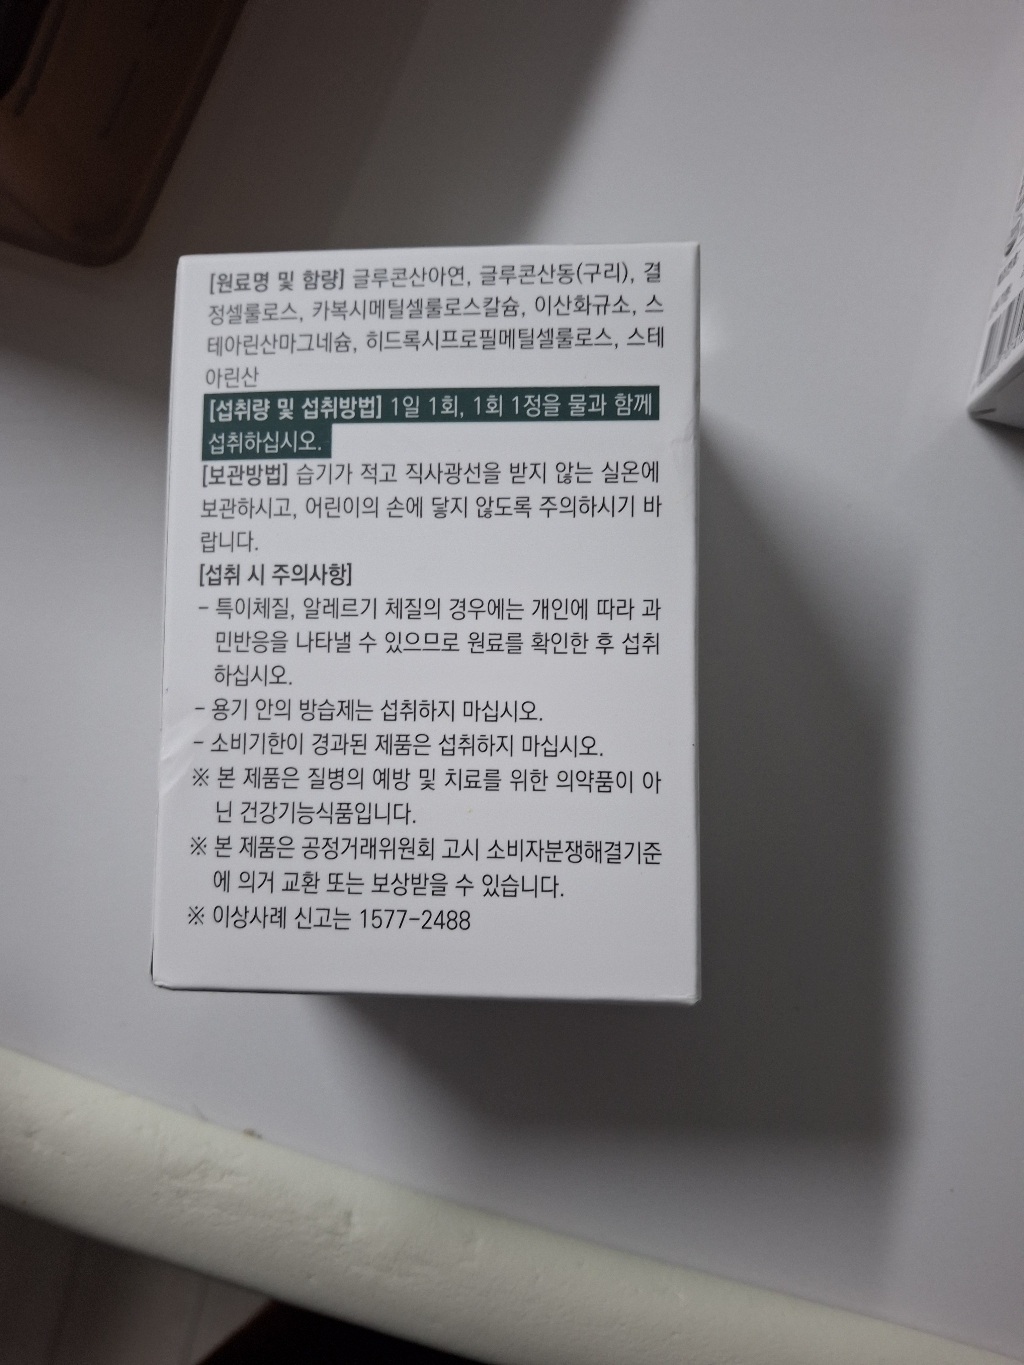 [원료명 및 함량] 글루콘산아연, 글루콘산동(구리), 결
정셀룰로스, 카복시메틸셀룰로스칼슘, 이산화규소, 스
테아린산마그네슘, 히드록시프로필메틸셀룰로스, 스테
아린산
[섭취량 및 섭취방법] 1일 1회, 1회 1정을 물과 함께
섭취하십시오.
[보관방법] 습기가 적고 직사광선을 받지 않는 실온에
보관하시고, 어린이의 손에 닿지 않도록 주의하시기 바
랍니다.
[섭취 시 주의사항]
- 특이체질, 알레르기 체질의 경우에는 개인에 따라 과
민반응을 나타낼 수 있으므로 원료를 확인한 후 섭취
하십시오.
- 용기 안의 방습제는 섭취하지 마십시오.
- 소비기한이 경과된 제품은 섭취하지 마십시오.
※ 본 제품은 질병의 예방 및 치료를 위한 의약품이 아
닌 건강기능식품입니다.
※ 본 제품은 공정거래위원회 고시 소비자분쟁해결기준
에 의거 교환 또는 보상받을 수 있습니다.
※ 이상사례 신고는 1577-2488